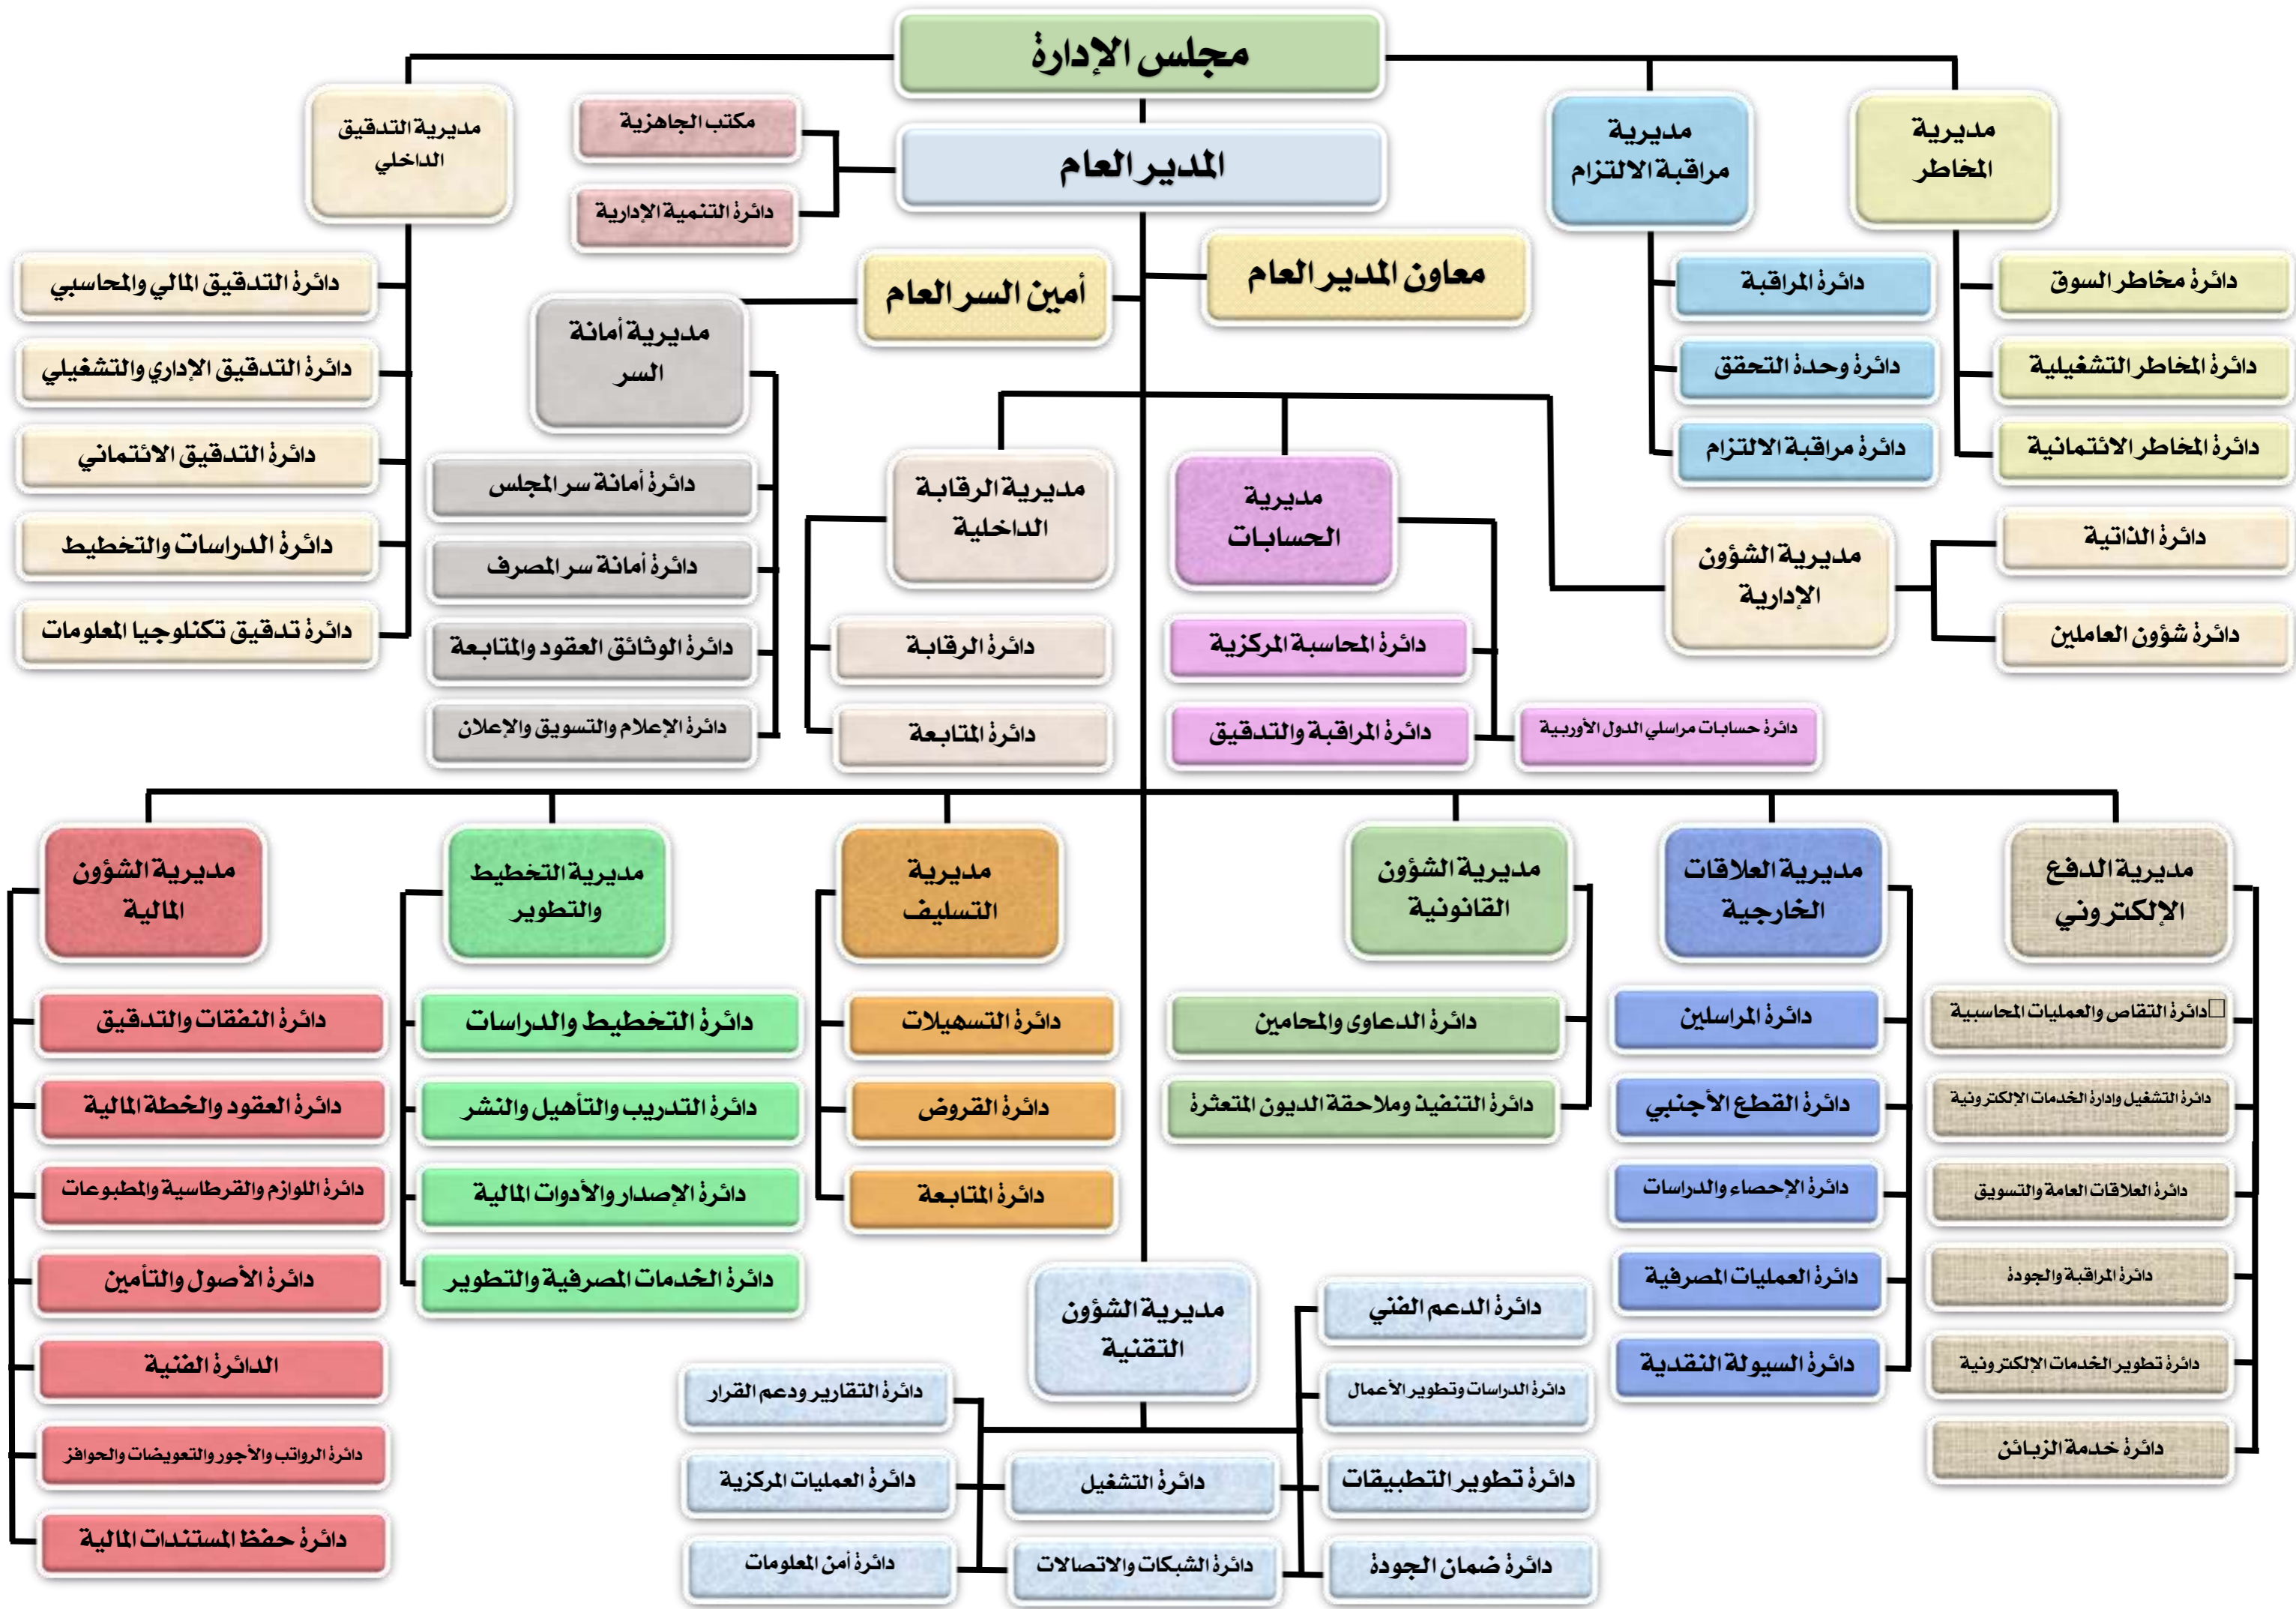 مجلس الإدارة
المدير العام
مكتب الجاهزية
دائرة التنمية الإدارية
معاون المدير العام
أمين السر العام
مديرية
المخاطر
دائرة مخاطر السوق
دائرة المخاطر التشغيلية
دائرة المخاطر الائتمانية
مديرية
مراقبة الالتزام
دائرة المراقبة
دائرة وحدة التحقق
دائرة مراقبة الالتزام
مديرية التدقيق
الداخلي
دائرة التدقيق المالي والمحاسبي
دائرة التدقيق الإداري والتشغيلي
دائرة التدقيق الائتماني
دائرة الدراسات والتخطيط
دائرة تدقيق تكنلوجيا المعلومات
مديرية أمانة
السر
دائرة أمانة سر المجلس
دائرة أمانة سر المصرف
دائرة الوثائق العقود والمتابعة
دائرة الإعلام والتسويق والإعلان
مديرية الشؤون
الإدارية
دائرة الذاتية
دائرة شؤون العاملين
مديرية
الحسابات
دائرة المحاسبة المركزية
دائرة المراقبة والتدقيق
دائرة حسابات مراسلي الدول الأوربية
مديرية الرقابة
الداخلية
دائرة الرقابة
دائرة المتابعة
مديرية الدفع
الإلكتروني
دائرة التقاص والعمليات المحاسبية
دائرة التشغيل وإدارة الخدمات الإلكترونية
دائرة العلاقات العامة والتسويق
دائرة المراقبة والجودة
دائرة تطوير الخدمات الإلكترونية
دائرة خدمة الزبائن
مديرية العلاقات
الخارجية
دائرة المراسلين
دائرة القطع الأجنبي
دائرة الإحصاء والدراسات
دائرة العمليات المصرفية
دائرة السيولة النقدية
مديرية الشؤون
القانونية
دائرة الدعاوى والمحامين
دائرة التنفيذ وملاحقة الديون المتعثرة
مديرية
التسليف
دائرة التسهيلات
دائرة القروض
دائرة المتابعة
مديرية التخطيط
والتطوير
دائرة التخطيط والدراسات
دائرة التدريب والتأهيل والنشر
دائرة الإصدار والأدوات المالية
دائرة الخدمات المصرفية والتطوير
مديرية الشؤون
المالية
دائرة النفقات والتدقيق
دائرة العقود والخطة المالية
دائرة اللوازم والقرطاسية والمطبوعات
دائرة الأصول والتأمين
الدائرة الفنية
دائرة الرواتب والأجور والتعويضات والحوافز
دائرة حفظ المستندات المالية
مديرية الشؤون
التقنية
دائرة الدعم الفني
دائرة الدراسات وتطوير الأعمال
دائرة تطوير التطبيقات
دائرة ضمان الجودة
دائرة التشغيل
دائرة الشبكات والاتصالات
دائرة التقارير ودعم القرار
دائرة العمليات المركزية
دائرة أمن المعلومات